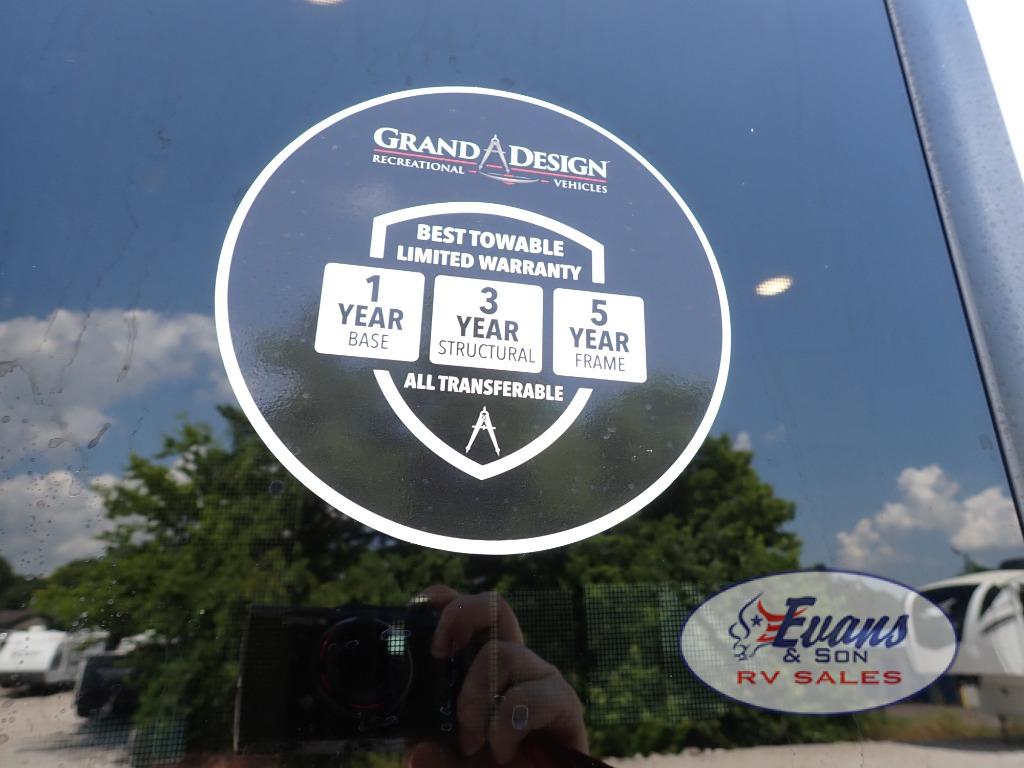 GRAND DESIGN
RECREATIONAL VEHICLES
BEST TOWABLE
LIMITED WARRANTY
1 YEAR BASE
3 YEAR STRUCTURAL
5 YEAR FRAME
ALL TRANSFERABLE
Evans
& SON
RV SALES